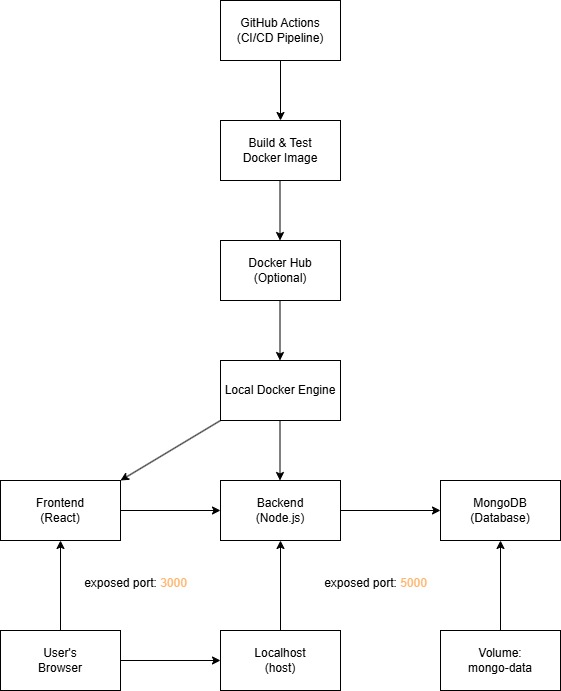 GitHub Actions
(CI/CD Pipeline)
Build & Test
Docker Image
Docker Hub
(Optional)
Local Docker Engine
Frontend
(React)
Backend
(Node.js)
MongoDB
(Database)
exposed port: 3000
exposed port: 5000
User's
Browser
Localhost
(host)
Volume:
mongo-data